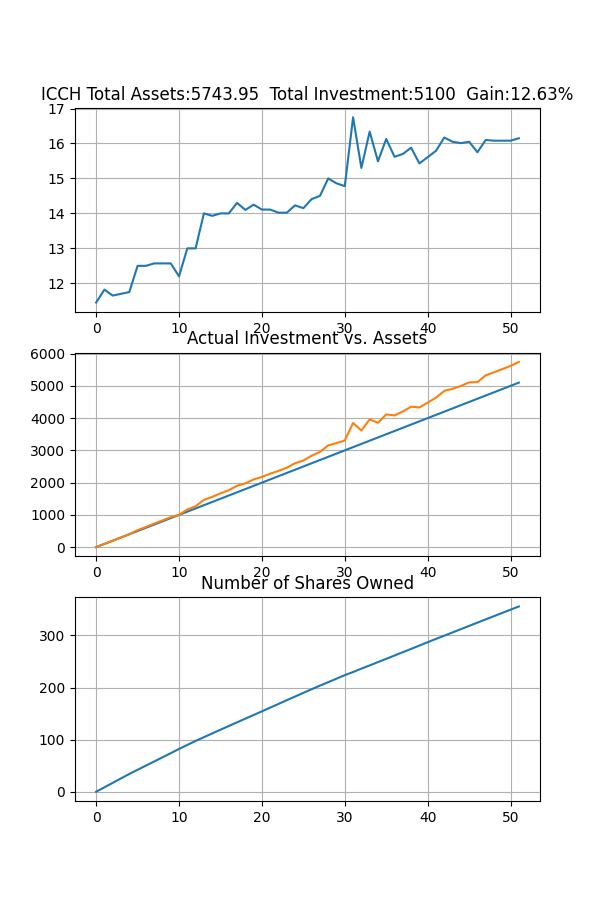 ICCH Total Assets:5743.95  Total Investment:5100  Gain:12.63%
17
16
15
14
13
12
0 10 20 30 40 50
Actual Investment vs. Assets
6000
5000
4000
3000
2000
1000
0
0 10 20 30 40 50
Number of Shares Owned
300
200
100
0
0 10 20 30 40 50